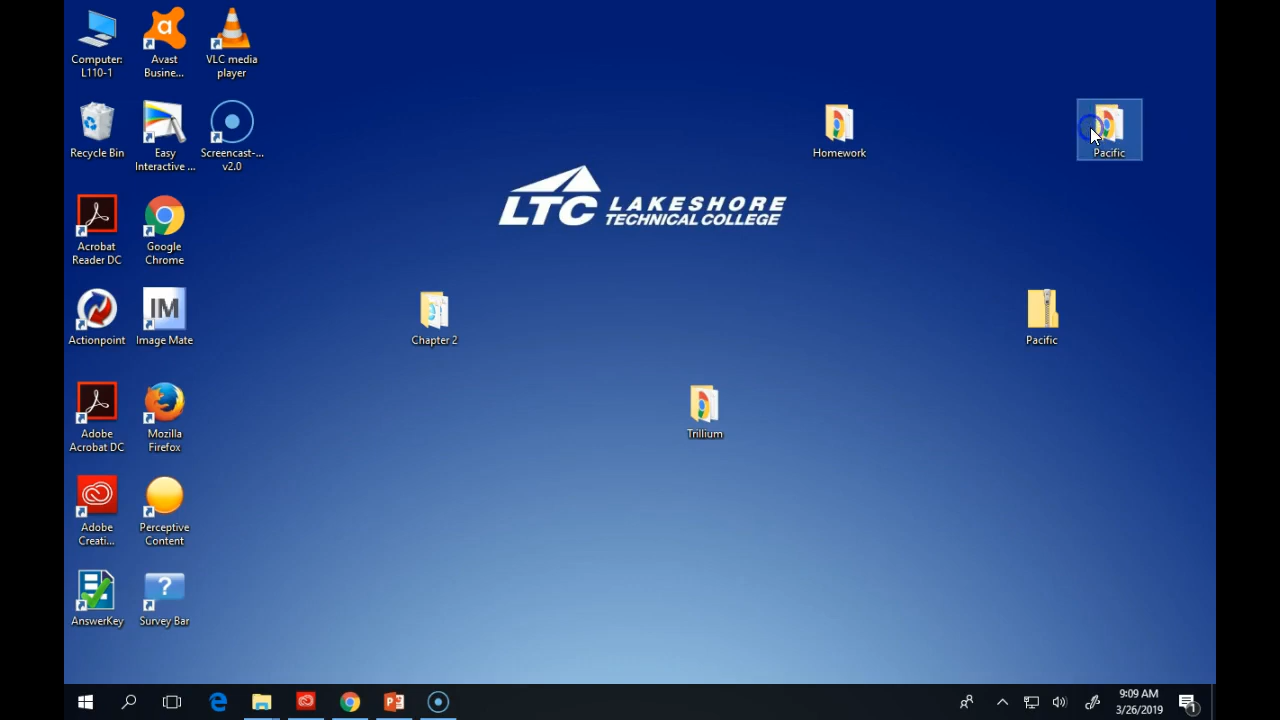 Computer:
L110-1
Avast
Busine...
VLC media
player
Recycle Bin
Easy
Interactive ...
Screencast-...
v2.0
Homework
Pacific
LTC LAKESHORE
TECHNICAL COLLEGE
Acrobat
Reader DC
Google
Chrome
Actionpoint
IM
Image Mate
Chapter 2
Pacific
Adobe
Acrobat DC
Mozilla
Firefox
Trillium
Adobe
Creati...
Perceptive
Content
AnswerKey
?
Survey Bar
9:09 AM
3/26/2019
1